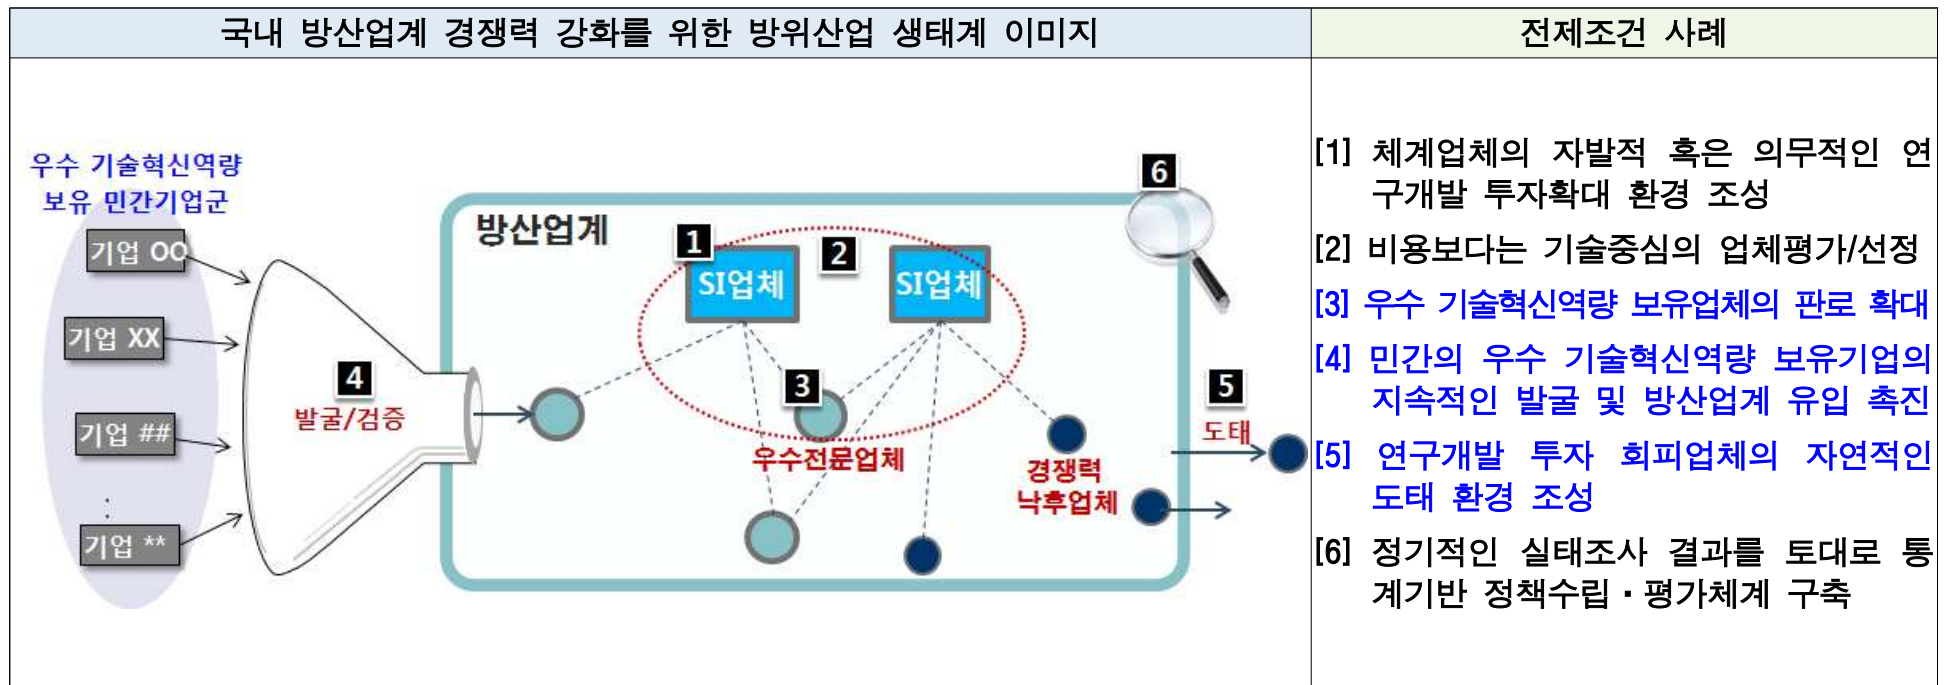 국내 방산업계 경쟁력 강화를 위한 방위산업 생태계 이미지
전제조건 사례
우수 기술혁신역량
보유 민간기업군
기업 OO
기업 XX
기업 ##
:
기업 **
4
발굴/검증
방산업계
1
SI업체
2
SI업체
3
우수전문업체
경쟁력
낙후업체
5
도태
6
[1] 체계업체의 자발적 혹은 의무적인 연
구개발 투자확대 환경 조성
[2] 비용보다는 기술중심의 업체평가/선정
[3] 우수 기술혁신역량 보유업체의 판로 확대
[4] 민간의 우수 기술혁신역량 보유기업의
지속적인 발굴 및 방산업계 유입 촉진
[5] 연구개발 투자 회피업체의 자연적인
도태 환경 조성
[6] 정기적인 실태조사 결과를 토대로 통
계기반 정책수립·평가체계 구축